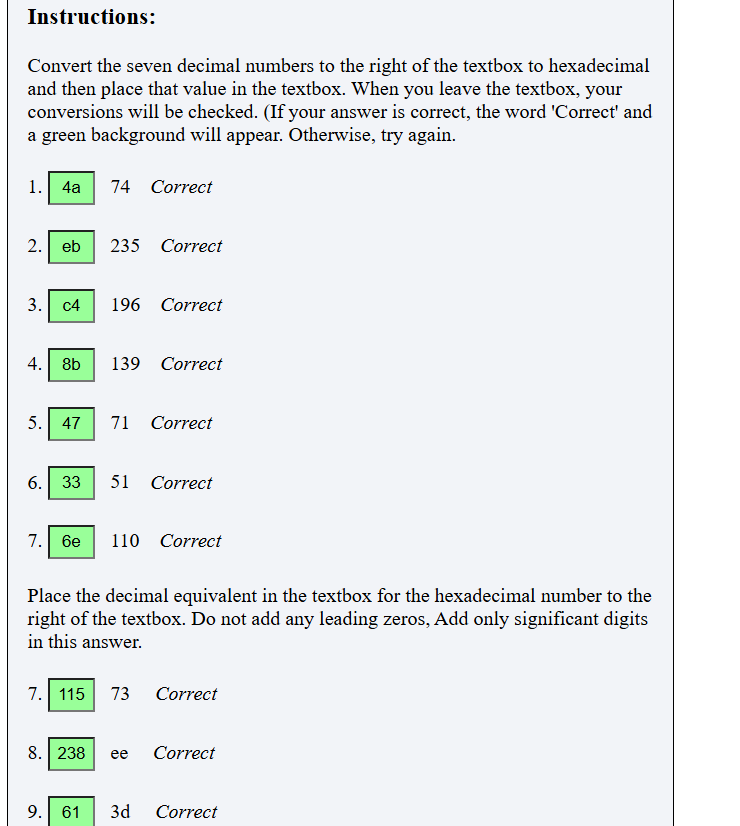 Instructions:
Convert the seven decimal numbers to the right of the textbox to hexadecimal
and then place that value in the textbox. When you leave the textbox, your
conversions will be checked. (If your answer is correct, the word 'Correct' and
a green background will appear. Otherwise, try again.
1. 4a 74 Correct
2. eb 235 Correct
3. c4 196 Correct
4. 8b 139 Correct
5. 47 71 Correct
6. 33 51 Correct
7. 6e 110 Correct
Place the decimal equivalent in the textbox for the hexadecimal number to the
right of the textbox. Do not add any leading zeros, Add only significant digits
in this answer.
7. 115 73 Correct
8. 238 ee Correct
9. 61 3d Correct